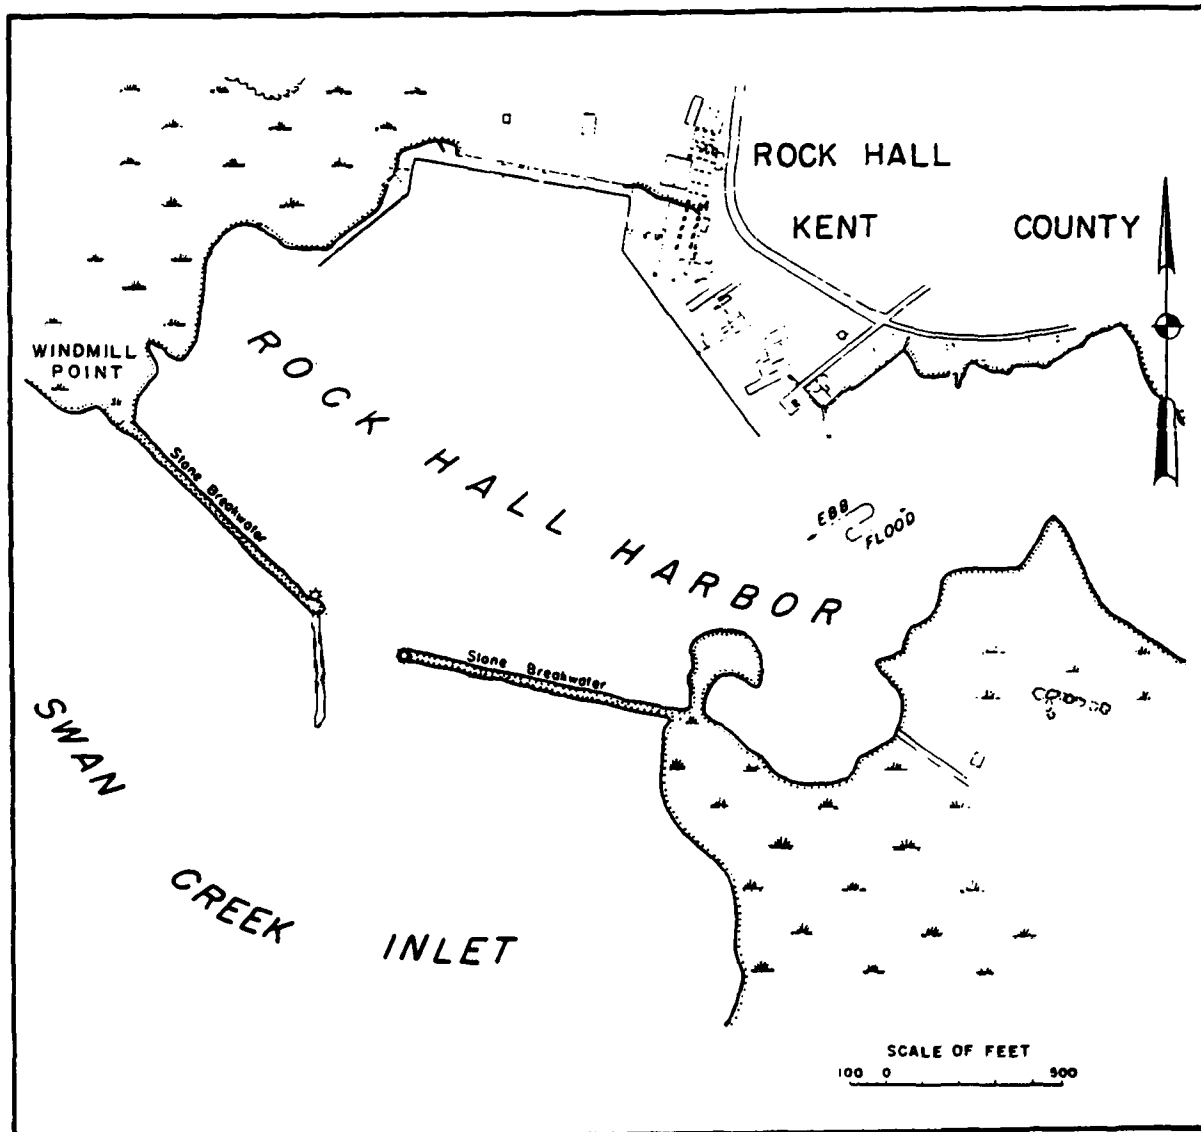 ROCK HALL
KENT COUNTY
WINDMILL
POINT
ROCK HALL HARBOR
Stone Breakwater
EBB
FLOOD
Stone Breakwater
SWAN CREEK INLET
SCALE OF FEET
100 0 500